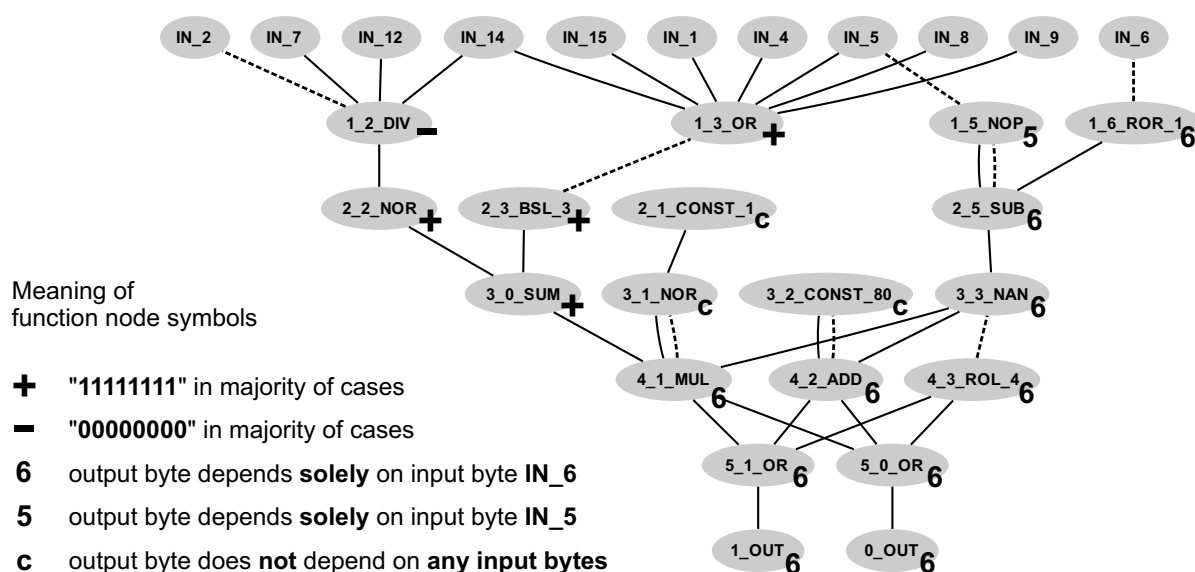 IN_2 IN_7 IN_12 IN_14 IN_15 IN_1 IN_4 IN_5 IN_8 IN_9 IN_6
1_2_DIV − 1_3_OR + 1_5_NOP 5 1_6_ROR_1 6
2_2_NOR + 2_3_BSL_3 + 2_1_CONST_1 c 2_5_SUB 6
3_0_SUM + 3_1_NOR c 3_2_CONST_80 c 3_3_NAN 6
4_1_MUL 6 4_2_ADD 6 4_3_ROL_4 6
5_1_OR 6 5_0_OR 6
1_OUT 6 0_OUT 6
Meaning of
function node symbols
+ "11111111" in majority of cases
− "00000000" in majority of cases
6 output byte depends solely on input byte IN_6
5 output byte depends solely on input byte IN_5
c output byte does not depend on any input bytes